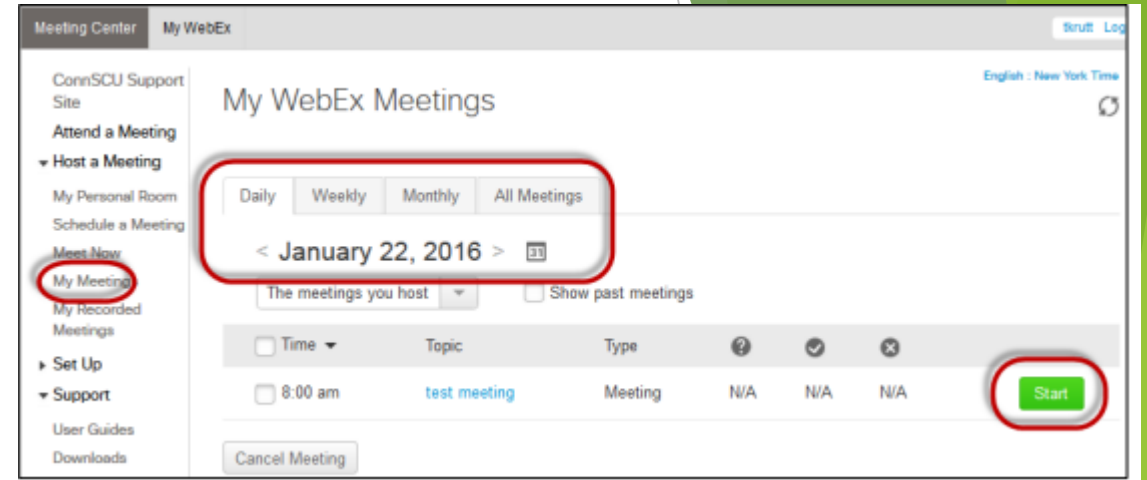 Meeting Center My WebEx tkrutt Log
English : New York Time
ConnSCU Support
Site
Attend a Meeting
Host a Meeting
My Personal Room
Schedule a Meeting
Meet Now
My Meetings
My Recorded
Meetings
Set Up
Support
User Guides
Downloads
My WebEx Meetings
Daily Weekly Monthly All Meetings
< January 22, 2016 > 31
The meetings you host Show past meetings
Time Topic Type ?
8:00 am test meeting Meeting N/A N/A N/A Start
Cancel Meeting